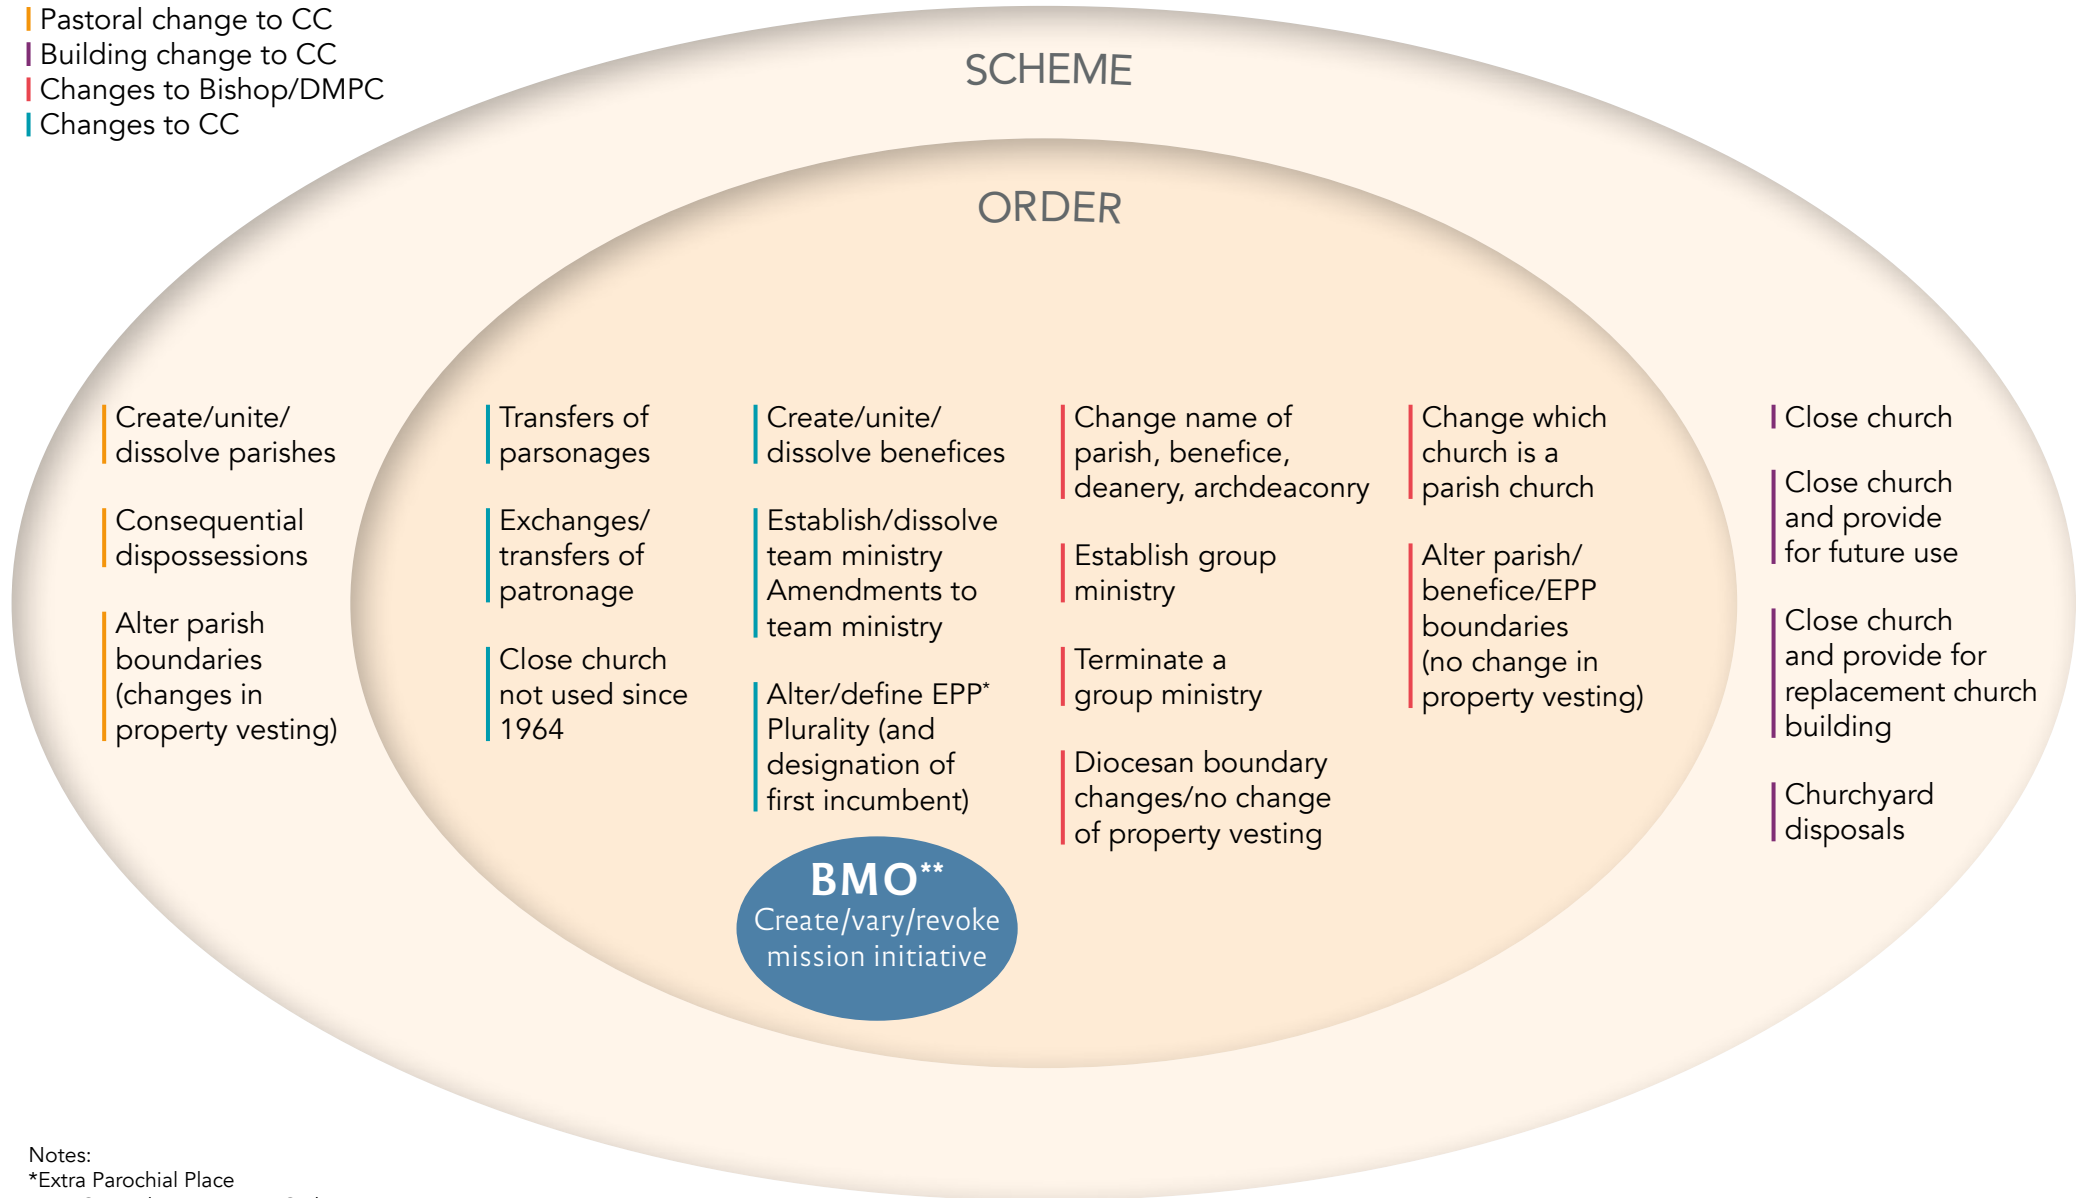 Pastoral change to CC
Building change to CC
Changes to Bishop/DMPC
Changes to CC
SCHEME
ORDER
Create/unite/
dissolve parishes
Consequential
dispossessions
Alter parish
boundaries
(changes in
property vesting)
Transfers of
parsonages
Exchanges/
transfers of
patronage
Close church
not used since
1964
Create/unite/
dissolve benefices
Establish/dissolve
team ministry
Amendments to
team ministry
Alter/define EPP*
Plurality (and
designation of
first incumbent)
BMO**
Create/vary/revoke
mission initiative
Change name of
parish, benefice,
deanery, archdeaconry
Establish group
ministry
Terminate a
group ministry
Diocesan boundary
changes/no change
of property vesting
Change which
church is a
parish church
Alter parish/
benefice/EPP
boundaries
(no change in
property vesting)
Close church
Close church
and provide
for future use
Close church
and provide for
replacement church
building
Churchyard
disposals
Notes:
*Extra Parochial Place